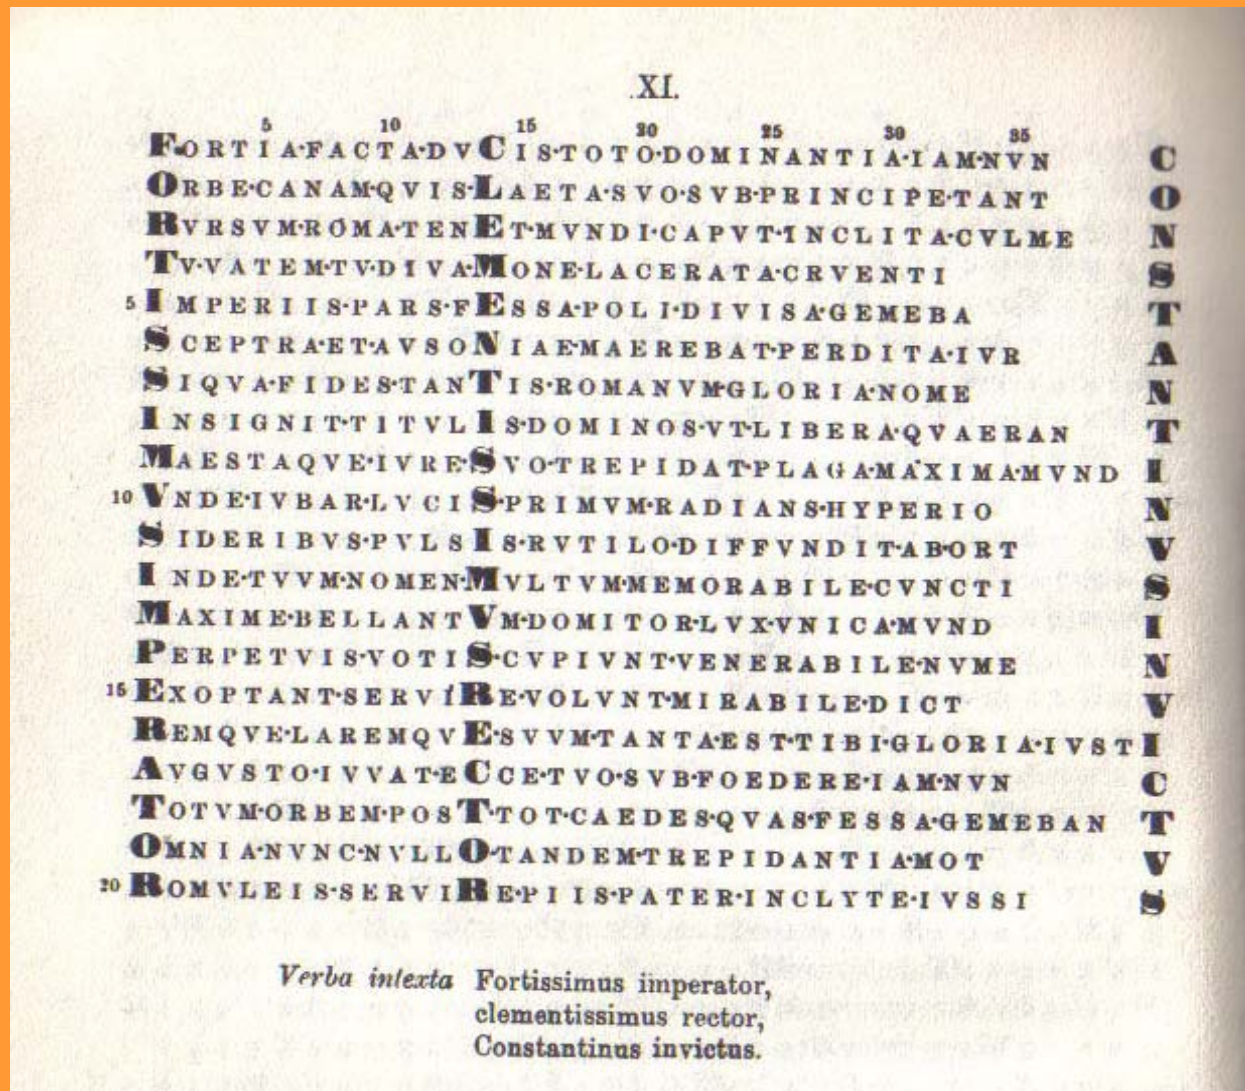 XI.
5 10 15 20 25 30 35
FORTIA·FACTA·DVCIS·TOTO·DOMINANTIA·IAM·NVN C
ORBE·CANAM·QVIS·LAETA·SVO·SVB·PRINCIPE·TANT O
RVRSVM·ROMA·TENET·MVNDI·CAPVT·INCLITA·CVLME N
TV·VATEM·TV·DIVA·MONE·LACERATA·CRVENTI S
5 IMPERIIS·PARS·FESSA·POLI·DIVISA·GEMEBA T
SCEPTRA·ET·AVSONIAE·MAEREBAT·PERDITA·IVR A
SIQVA·FIDES·TANTIS·ROMANVM·GLORIA·NOME N
INSIGNIT·TITVLIS·DOMINOS·VT·LIBERA·QVAERAN T
MAESTAQVE·IVRE·SVO·TREPIDAT·PLAGA·MAXIMA·MVND I
10 VNDE·IVBAR·LVCIS·PRIMVM·RADIANS·HYPERIO N
SIDERIBVS·PVLSIS·RVTILO·DIFFVNDIT·AB·ORT V
INDE·TVVM·NOMEN·MVLTVM·MEMORABILE·CVNCTI S
MAXIME·BELLANTVM·DOMITOR·LVX·VNICA·MVND I
PERPETVIS·VOTIS·CVPIVNT·VENERABILE·NVME N
15 EXOPTANT·SERVIRE·VOLVNT·MIRABILE·DICT V
REMQVE·LAREMQVE·SVVM·TANTA·EST·TIBI·GLORIA·IVST I
AVGVSTO·IVVAT·ECCE·TVO·SVB·FOEDERE·IAM·NVN C
TOTVM·ORBEM·POST·TOT·CAEDES·QVAS·FESSA·GEMEBAN T
OMNIA·NVNC·NVLLO·TANDEM·TREPIDANTIA·MOT V
20 ROMVLEIS·SERVIRE·PIIS·PATER·INCLYTE·IVSSI S
Verba intexta Fortissimus imperator,
clementissimus rector,
Constantinus invictus.